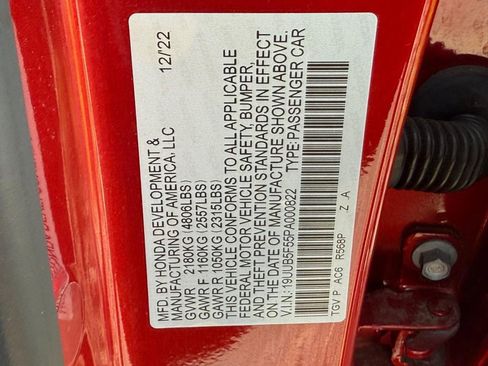 MFD. BY HONDA DEVELOPMENT & 12/22
MANUFACTURING OF AMERICA, LLC
GVWR 2180KG(4806LBS)
GAWR F 1160KG(2557LBS)
GAWR R 1050KG(2315LBS)
THIS VEHICLE CONFORMS TO ALL APPLICABLE
FEDERAL MOTOR VEHICLE SAFETY, BUMPER,
AND THEFT PREVENTION STANDARDS IN EFFECT
ON THE DATE OF MANUFACTURE SHOWN ABOVE.
V.I.N.: 19UUB5F55PA000822 TYPE:PASSENGER CAR
TGV P AC6 R568P Z A